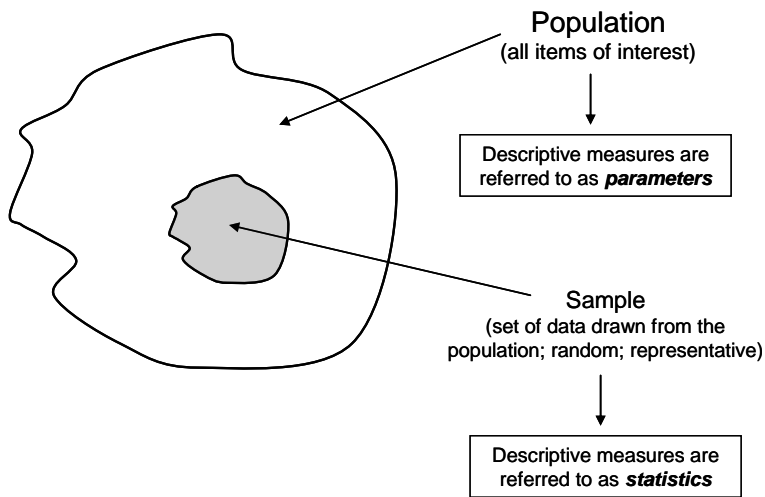 Population
(all items of interest)
Descriptive measures are
referred to as parameters
Sample
(set of data drawn from the
population; random; representative)
Descriptive measures are
referred to as statistics